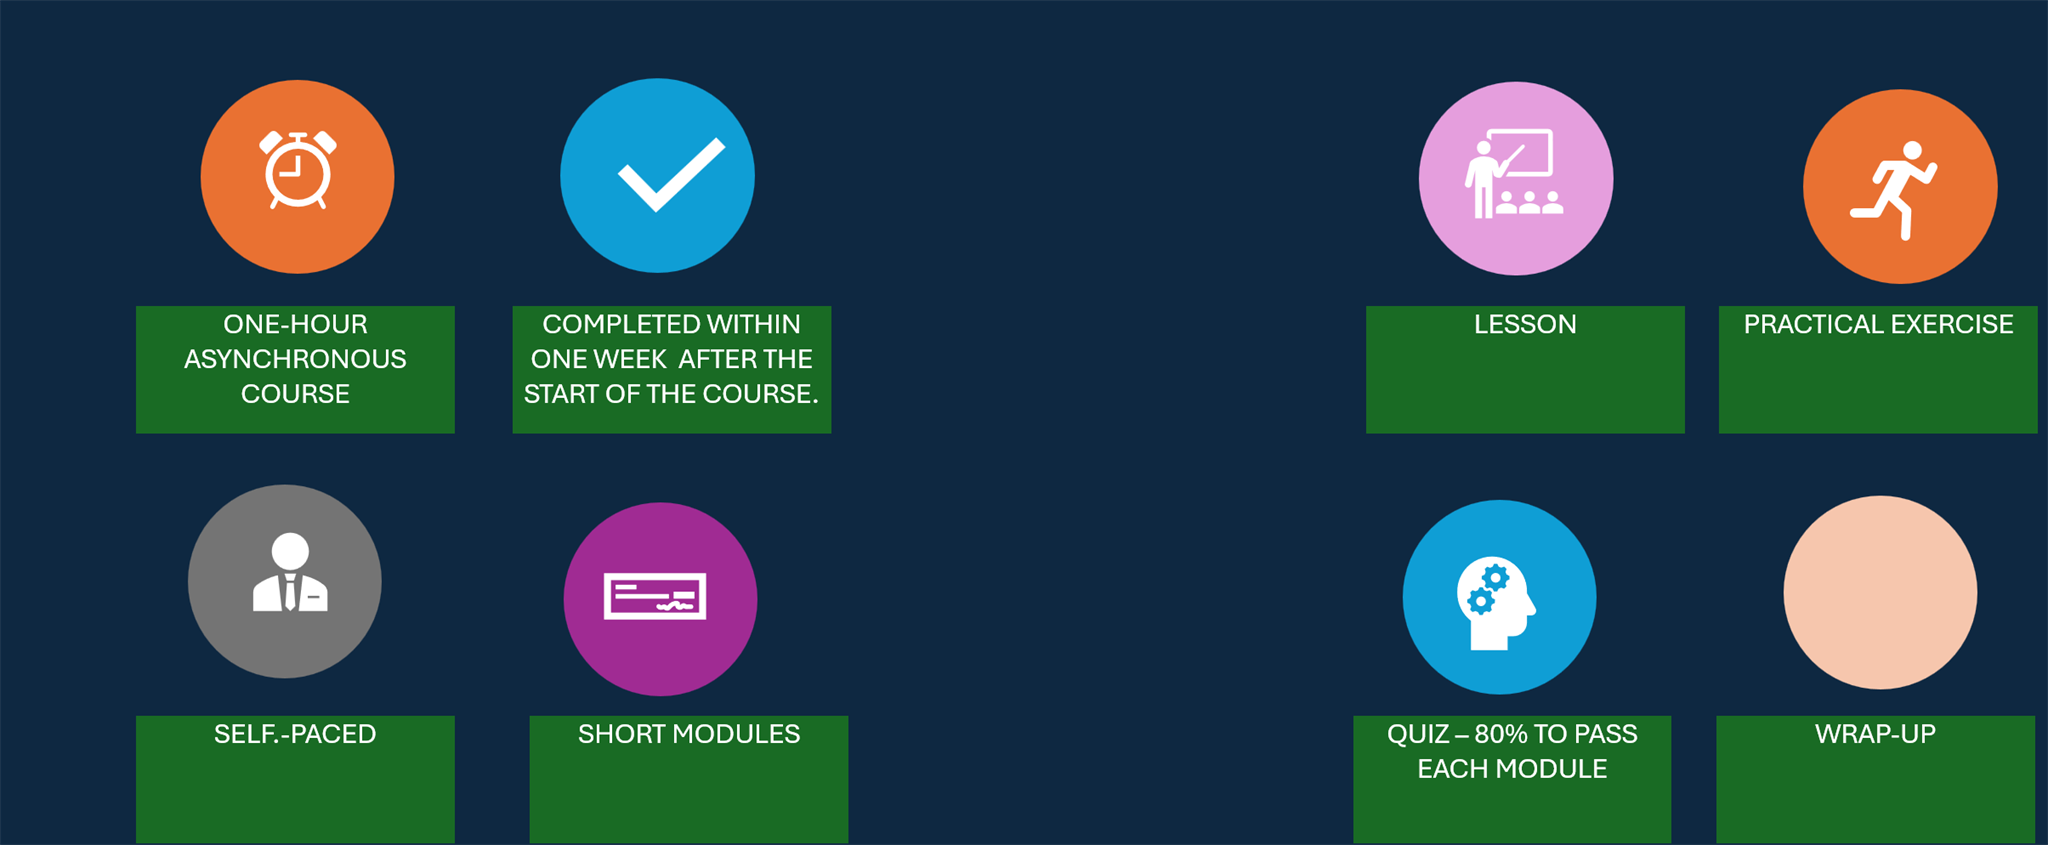 ONE-HOUR
ASYNCHRONOUS
COURSE
COMPLETED WITHIN
ONE WEEK  AFTER THE
START OF THE COURSE.
LESSON
PRACTICAL EXERCISE
SELF.-PACED
SHORT MODULES
QUIZ – 80% TO PASS
EACH MODULE
WRAP-UP